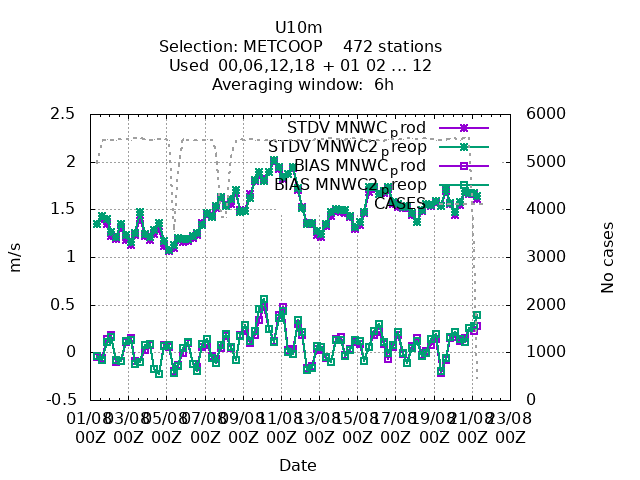 U10m
Selection: METCOOP 472 stations
Used 00,06,12,18 + 01 02 ... 12
Averaging window: 6h
2.5
2
1.5
1
0.5
0
-0.5
m/s
6000
5000
4000
3000
2000
1000
0
No cases
STDV MNWC_prod
STDV MNWC2_preop
BIAS MNWC_prod
BIAS MNWC2_preop
CASES
01/08 03/08 05/08 07/08 09/08 11/08 13/08 15/08 17/08 19/08 21/08 23/08
00Z 00Z 00Z 00Z 00Z 00Z 00Z 00Z 00Z 00Z 00Z 00Z
Date